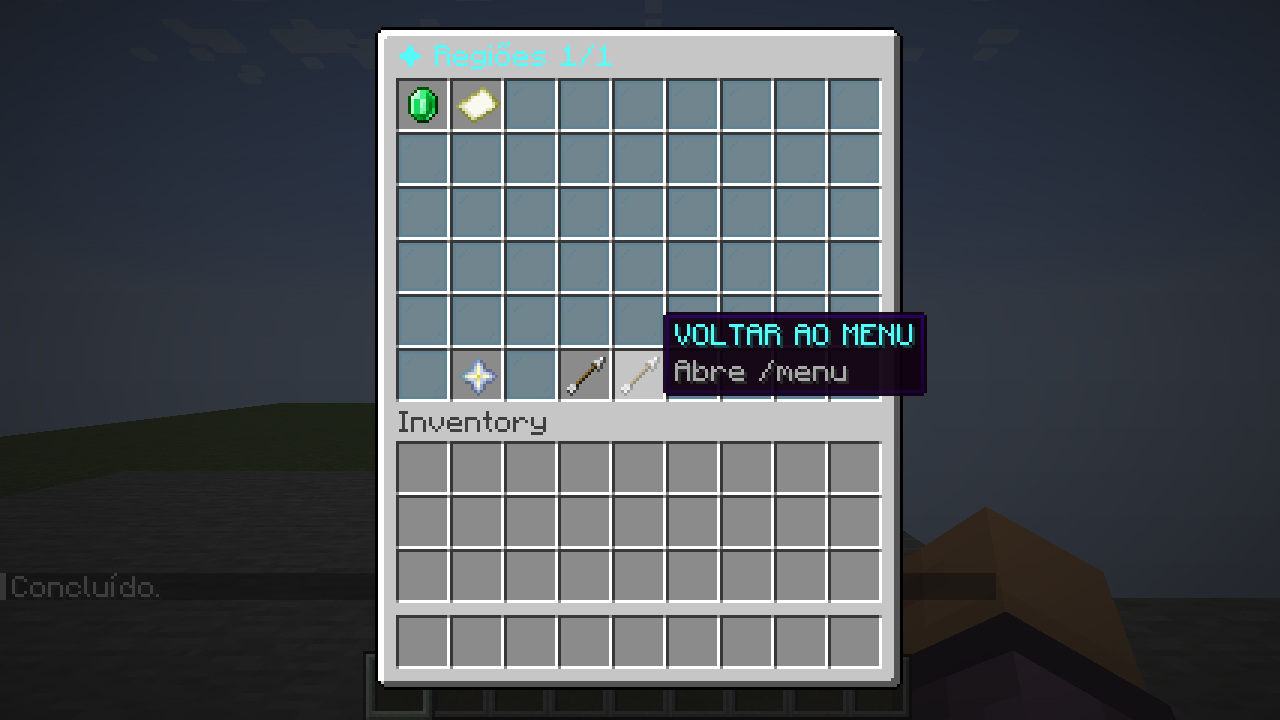 ✦ Regiões 1/1
VOLTAR AO MENU
Abre /menu
Inventory
Concluído.